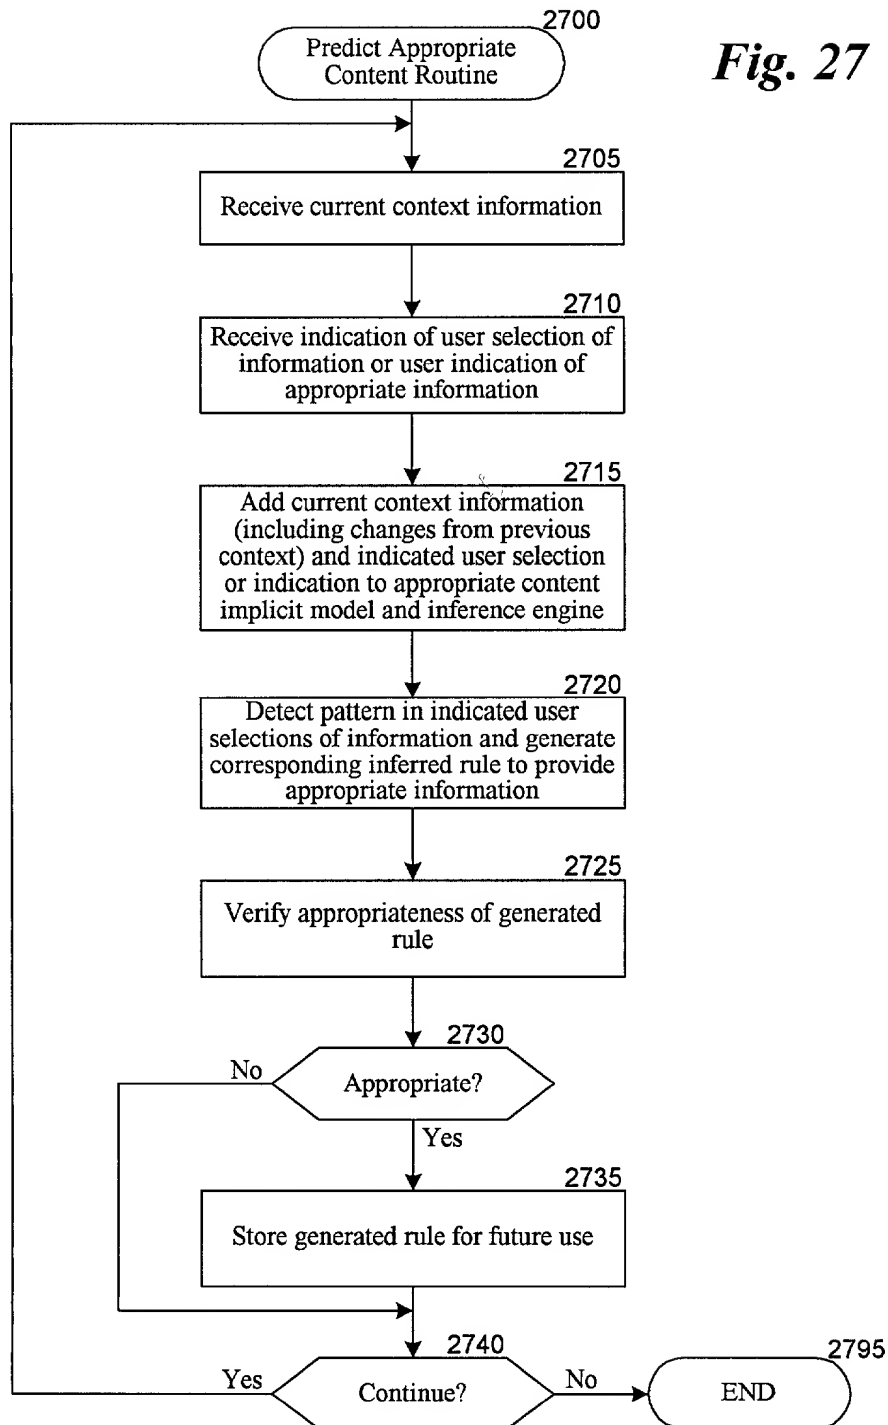 2700
Predict Appropriate
Content Routine
Fig. 27
2705
Receive current context information
2710
Receive indication of user selection of
information or user indication of
appropriate information
2715
Add current context information
(including changes from previous
context) and indicated user selection
or indication to appropriate content
implicit model and inference engine
2720
Detect pattern in indicated user
selections of information and generate
corresponding inferred rule to provide
appropriate information
2725
Verify appropriateness of generated
rule
2730
No
Appropriate?
Yes
2735
Store generated rule for future use
2740
2795
Yes
Continue?
No
END